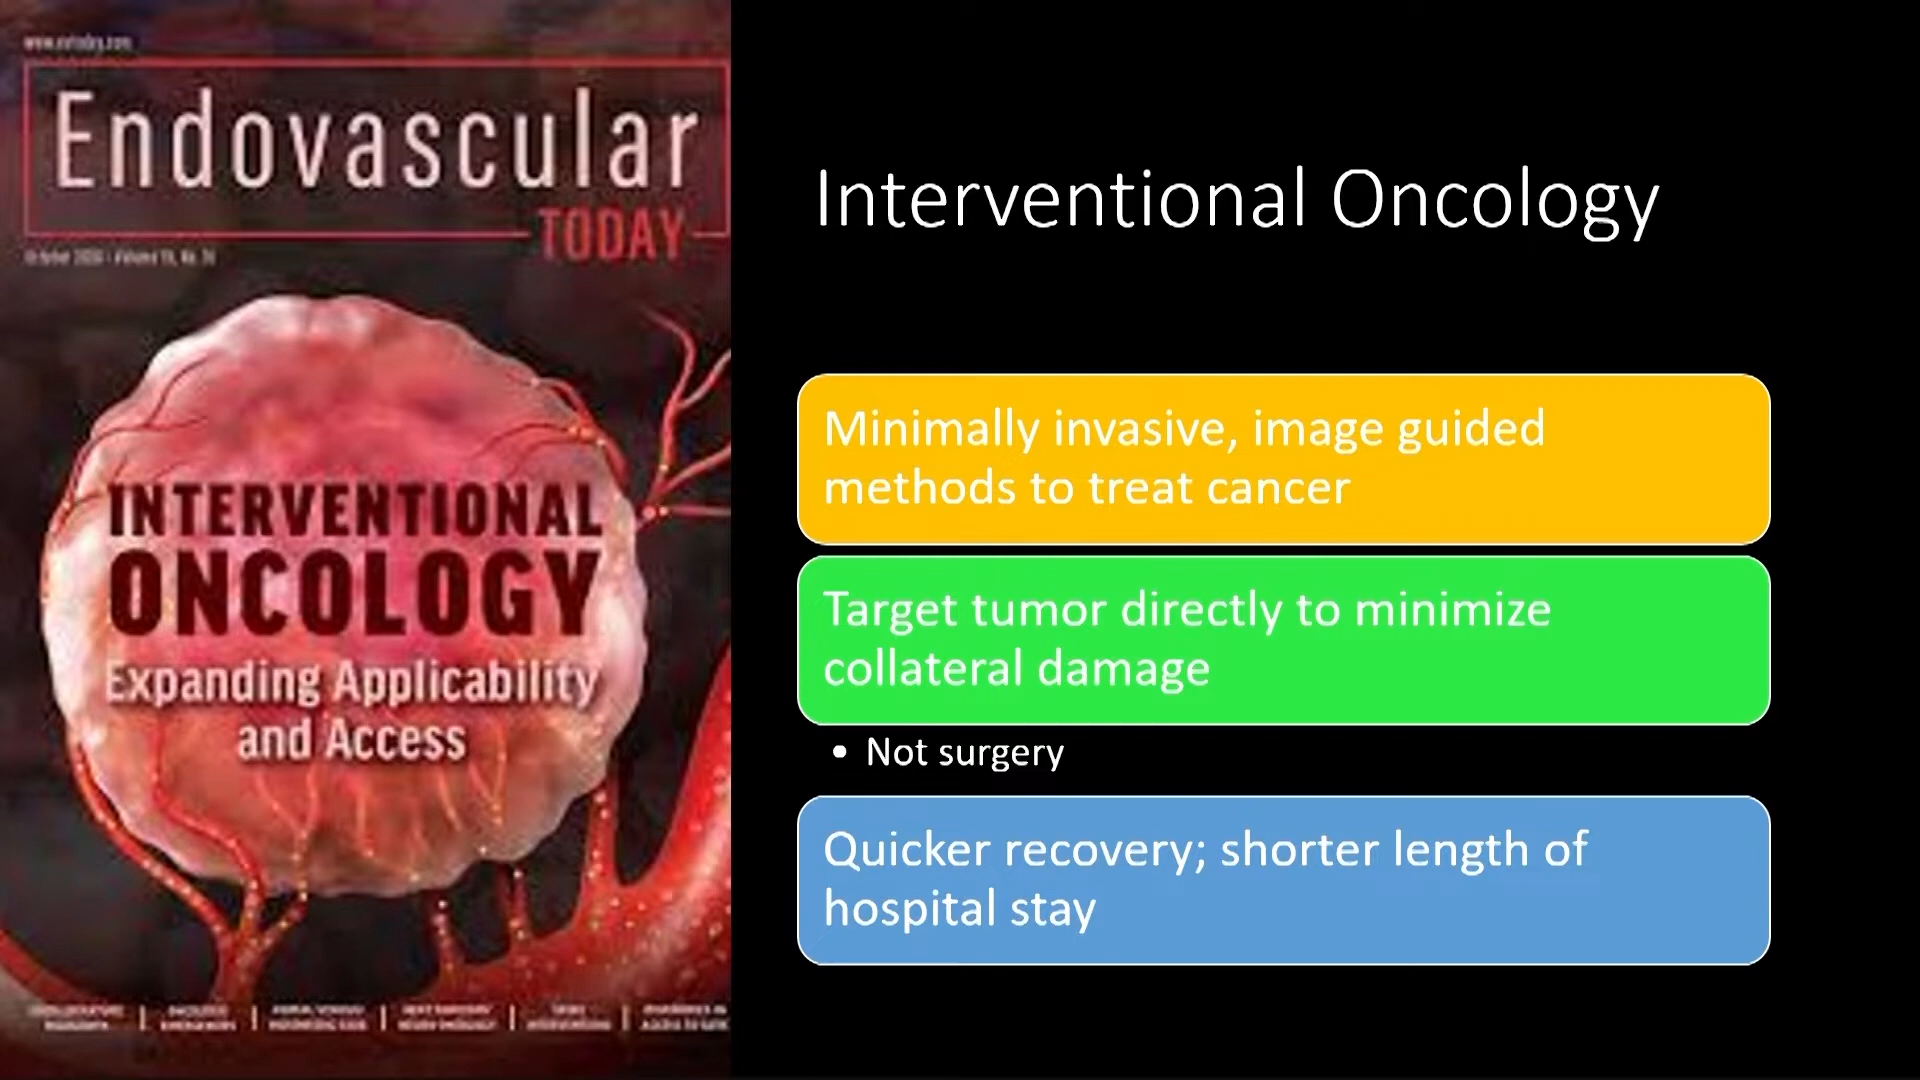 Endovascular
TODAY
INTERVENTIONAL
ONCOLOGY
Expanding Applicability
and Access
Interventional Oncology
Minimally invasive, image guided
methods to treat cancer
Target tumor directly to minimize
collateral damage
• Not surgery
Quicker recovery; shorter length of
hospital stay